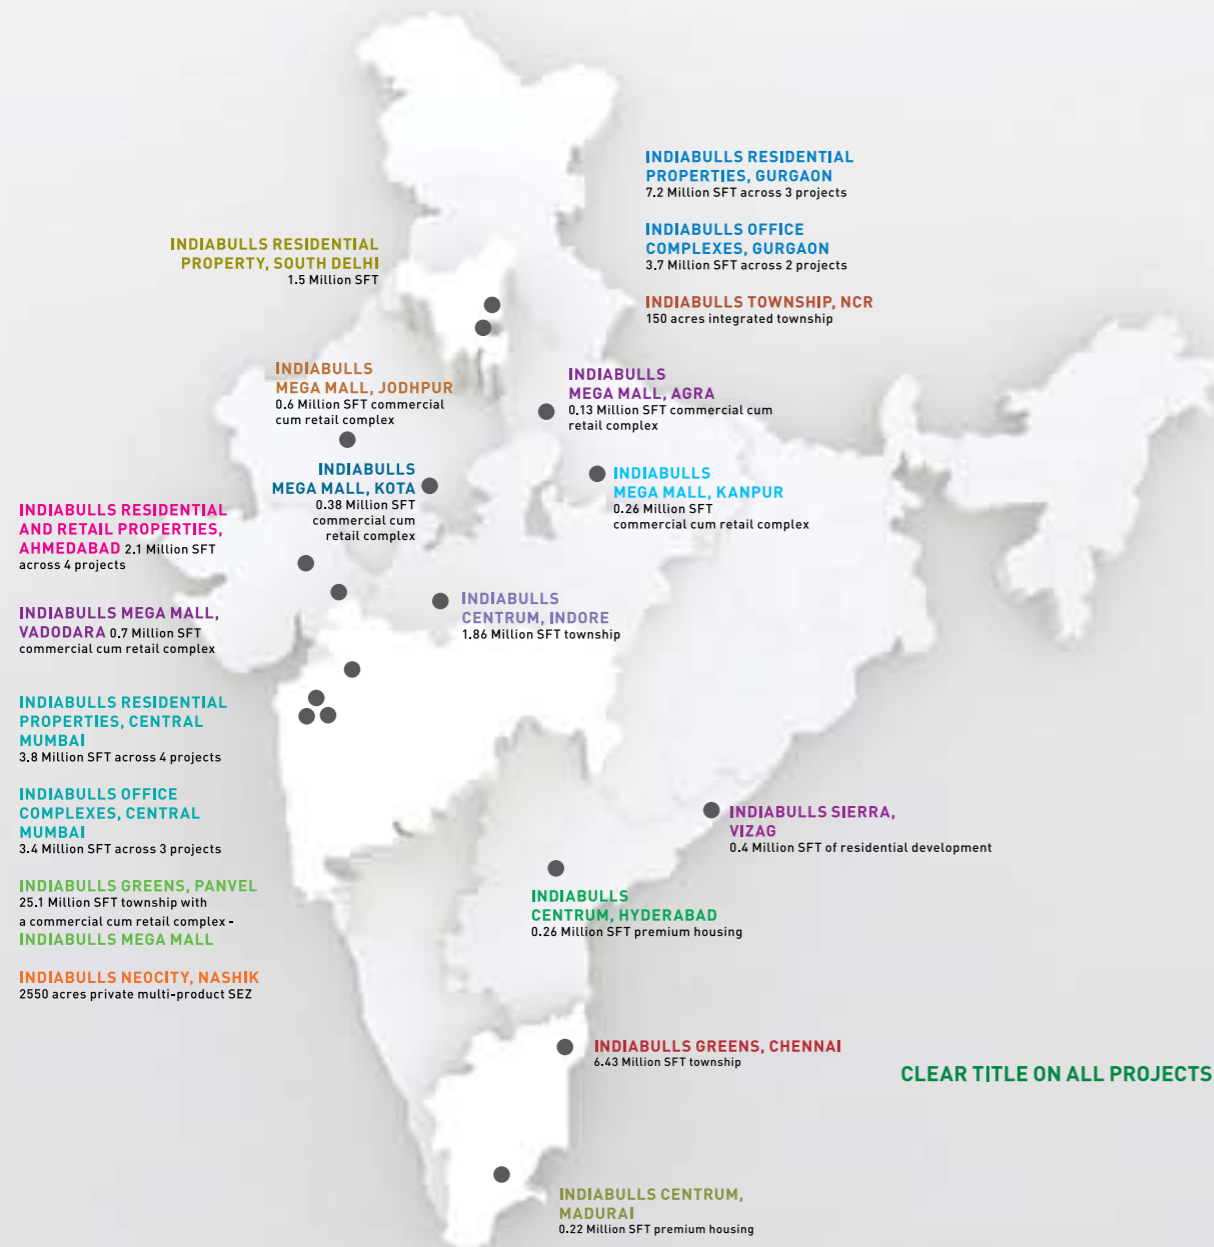 INDIABULLS RESIDENTIAL
PROPERTIES, GURGAON
7.2 Million SFT across 3 projects
INDIABULLS OFFICE
COMPLEXES, GURGAON
3.7 Million SFT across 2 projects
INDIABULLS TOWNSHIP, NCR
150 acres integrated township
INDIABULLS RESIDENTIAL
PROPERTY, SOUTH DELHI
1.5 Million SFT
INDIABULLS
MEGA MALL, JODHPUR
0.6 Million SFT commercial
cum retail complex
INDIABULLS
MEGA MALL, AGRA
0.13 Million SFT commercial cum
retail complex
INDIABULLS
MEGA MALL, KOTA
0.38 Million SFT
commercial cum
retail complex
INDIABULLS
MEGA MALL, KANPUR
0.26 Million SFT
commercial cum retail complex
INDIABULLS RESIDENTIAL
AND RETAIL PROPERTIES,
AHMEDABAD 2.1 Million SFT
across 4 projects
INDIABULLS MEGA MALL,
VADODARA 0.7 Million SFT
commercial cum retail complex
INDIABULLS
CENTRUM, INDORE
1.86 Million SFT township
INDIABULLS RESIDENTIAL
PROPERTIES, CENTRAL
MUMBAI
3.8 Million SFT across 4 projects
INDIABULLS OFFICE
COMPLEXES, CENTRAL
MUMBAI
3.4 Million SFT across 3 projects
INDIABULLS GREENS, PANVEL
25.1 Million SFT township with
a commercial cum retail complex -
INDIABULLS MEGA MALL
INDIABULLS NEOCITY, NASHIK
2550 acres private multi-product SEZ
INDIABULLS SIERRA,
VIZAG
0.4 Million SFT of residential development
INDIABULLS
CENTRUM, HYDERABAD
0.26 Million SFT premium housing
INDIABULLS GREENS, CHENNAI
6.43 Million SFT township
CLEAR TITLE ON ALL PROJECTS
INDIABULLS CENTRUM,
MADURAI
0.22 Million SFT premium housing